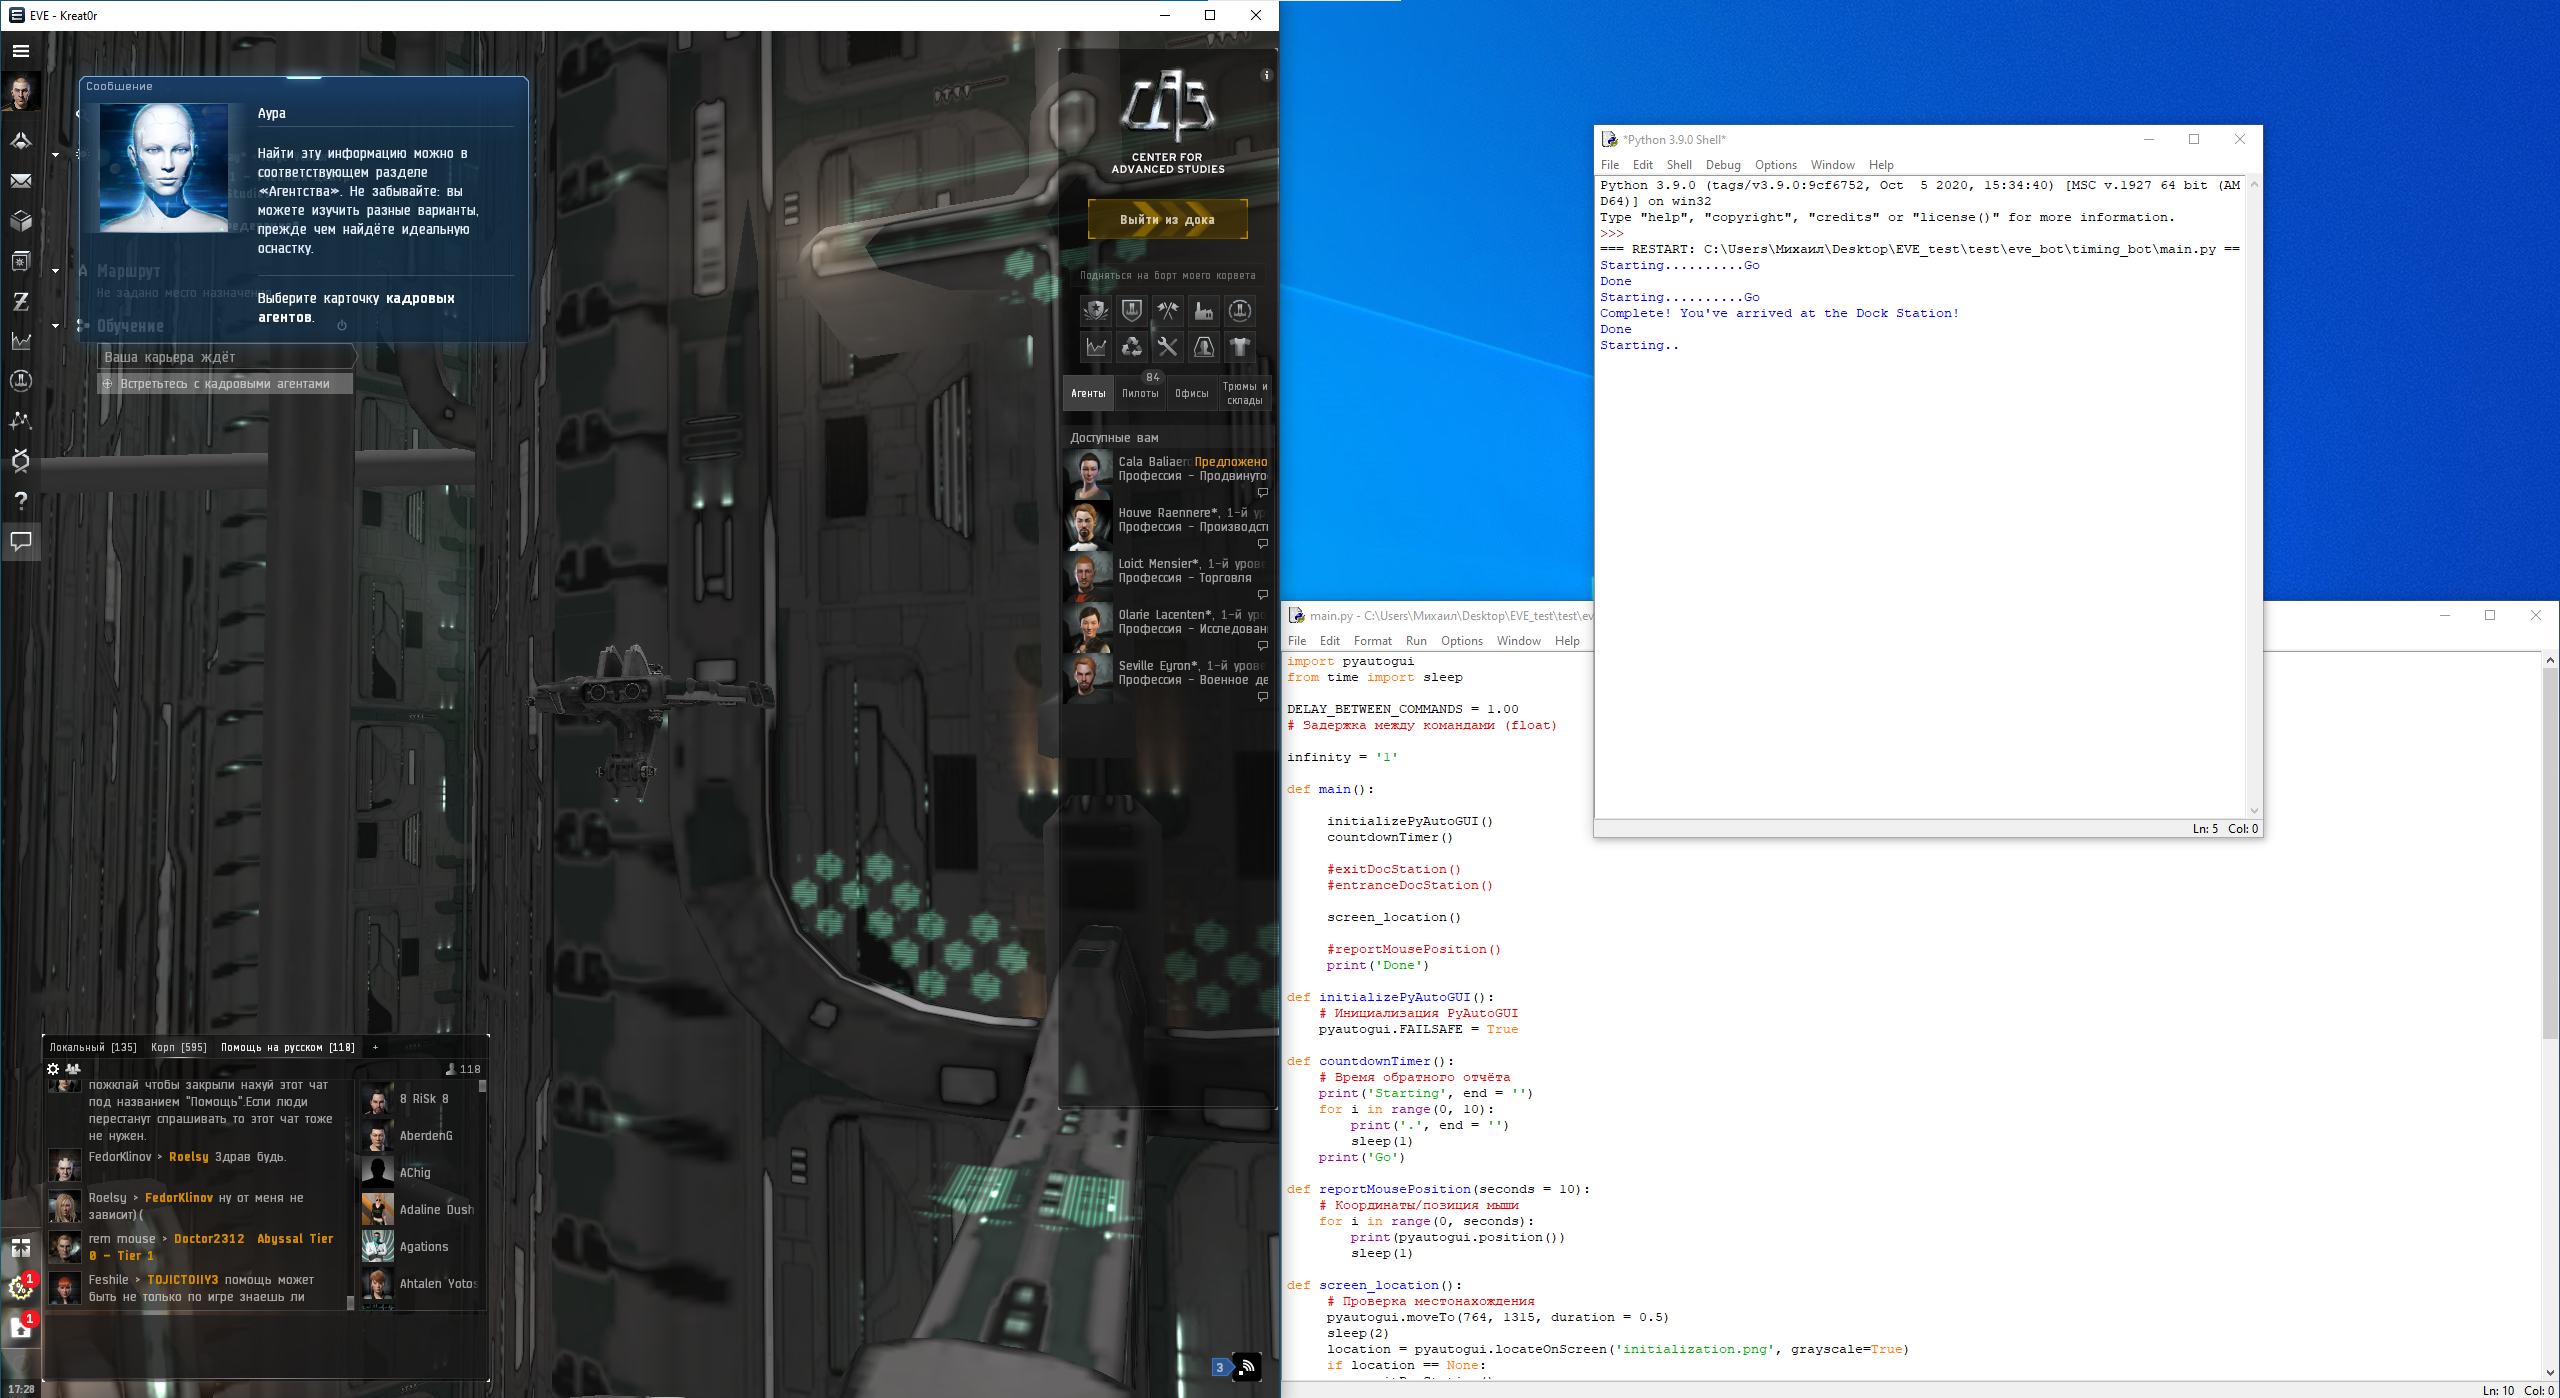 EVE - Kreat0r
Сообшение
Аура
Найти эту информацию можно в
соответствующем разделе
«Агентства». Не забывайте: вы
можете изучить разные варианты,
прежде чем найдёте идеальную
оснастку.
Выберите карточку кадровых
агентов.
Маршрут
Не задано место назначения
Обучение
Ваша карьера ждёт
Встретьтесь с кадровыми агентами
CENTER FOR
ADVANCED STUDIES
Выйти из дока
Подняться на борт моего корвета
84
Агенты
Пилоты
Офисы
Трюмы и
склады
Доступные вам
Cala Baliaer Предложено
Профессия - Продвинуто
Houve Raennere*, 1-й ур
Профессия - Производст
Loict Mensier*, 1-й урове
Профессия - Торговля
Olarie Lacenten*, 1-й уро
Профессия - Исследован
Seville Eyron*, 1-й урове
Профессия - Военное де
Локальный [135] Корп [595] Помощь на русском [118] +
118
пожклай чтобы закрыли нахуй этот чат
под названием "Помощь".Если люди
перестанут спрашивать то этот чат тоже
не нужен.
FedorKlinov > Roelsy Здрав будь.
Roelsy > FedorKlinov ну от меня не
зависит)(
rem mouse > Doctor2312 Abyssal Tier
0 - Tier 1
Feshile > TOJICTOIIY3 помощь может
быть не только по игре знаешь ли
8 RiSk 8
AberdenG
AChig
Adaline Dush
Agations
Ahtalen Yotos
1
1
17:28
3
*Python 3.9.0 Shell*
File Edit Shell Debug Options Window Help
Python 3.9.0 (tags/v3.9.0:9cf6752, Oct  5 2020, 15:34:40) [MSC v.1927 64 bit (AM
D64)] on win32
Type "help", "copyright", "credits" or "license()" for more information.
>>>
=== RESTART: C:\Users\Михаил\Desktop\EVE_test\test\eve_bot\timing_bot\main.py ==
Starting..........Go
Done
Starting..........Go
Complete! You've arrived at the Dock Station!
Done
Starting..
Ln: 5 Col: 0
main.py - C:\Users\Михаил\Desktop\EVE_test\test\ev
File Edit Format Run Options Window Help
import pyautogui
from time import sleep
DELAY_BETWEEN_COMMANDS = 1.00
# Задержка между командами (float)
infinity = '1'
def main():
initializePyAutoGUI()
countdownTimer()
#exitDocStation()
#entranceDocStation()
screen_location()
#reportMousePosition()
print('Done')
def initializePyAutoGUI():
# Инициализация PyAutoGUI
pyautogui.FAILSAFE = True
def countdownTimer():
# Время обратного отчёта
print('Starting', end = '')
for i in range(0, 10):
print('.', end = '')
sleep(1)
print('Go')
def reportMousePosition(seconds = 10):
# Координаты/позиция мыши
for i in range(0, seconds):
print(pyautogui.position())
sleep(1)
def screen_location():
# Проверка местонахождения
pyautogui.moveTo(764, 1315, duration = 0.5)
sleep(2)
location = pyautogui.locateOnScreen('initialization.png', grayscale=True)
if location == None:
Ln: 10 Col: 0